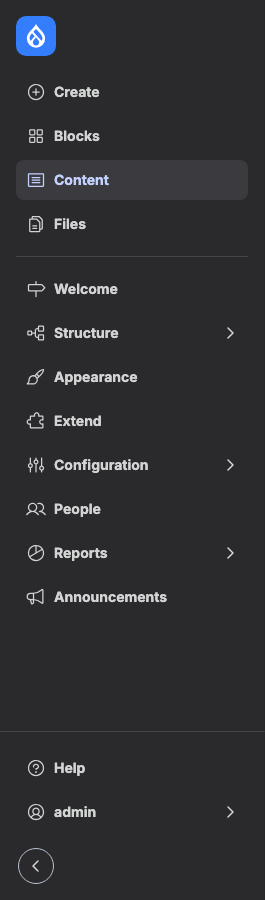 Create
Blocks
Content
Files
Welcome
Structure
Appearance
Extend
Configuration
People
Reports
Announcements
Help
admin